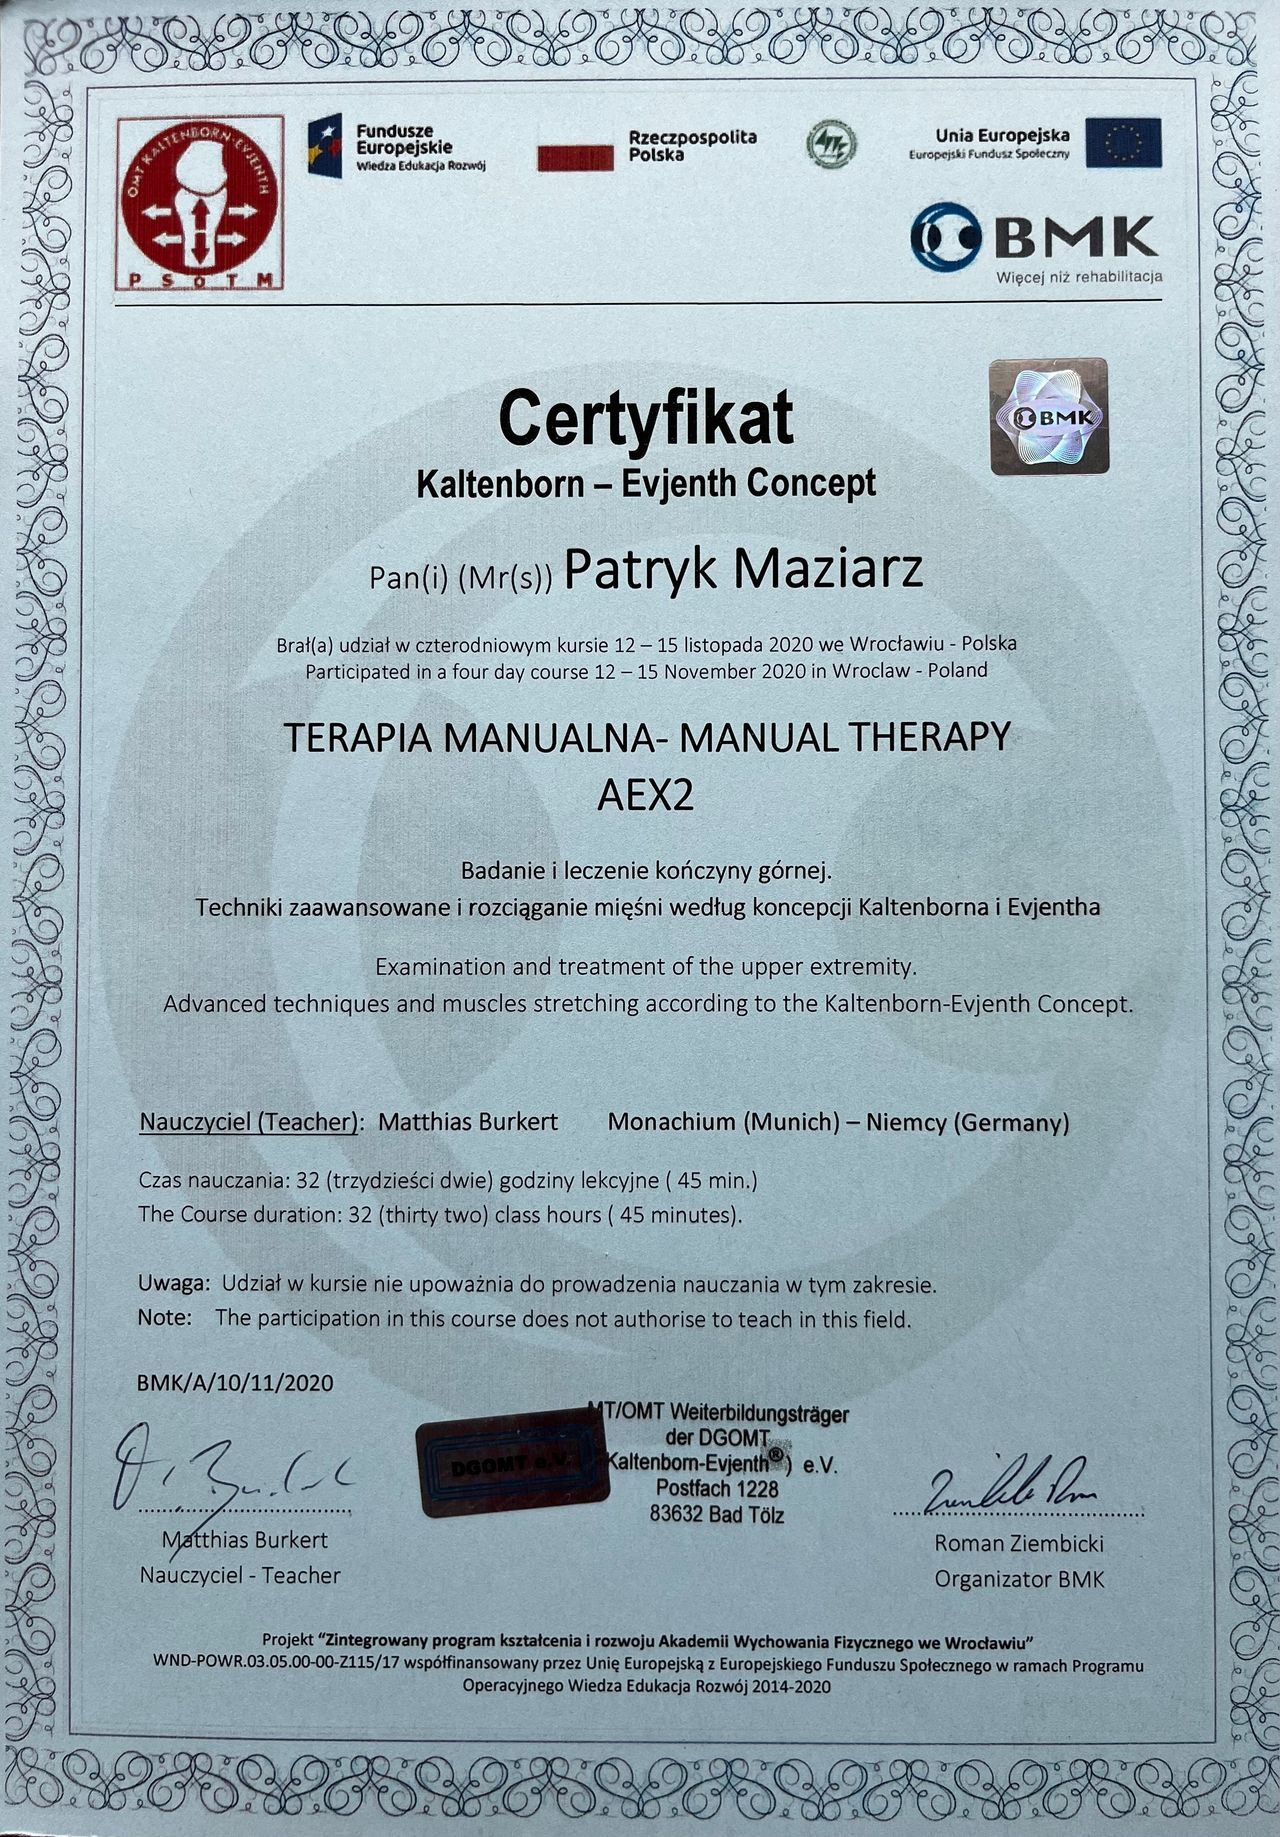 OMT KALTENBORN-EVJENTH
P S O T M
Fundusze
Europejskie
Wiedza Edukacja Rozwój
Rzeczpospolita
Polska
Unia Europejska
Europejski Fundusz Społeczny
BMK
Więcej niż rehabilitacja
BMK
Certyfikat
Kaltenborn – Evjenth Concept
Pan(i) (Mr(s)) Patryk Maziarz
Brał(a) udział w czterodniowym kursie 12 – 15 listopada 2020 we Wrocławiu - Polska
Participated in a four day course 12 – 15 November 2020 in Wroclaw - Poland
TERAPIA MANUALNA- MANUAL THERAPY
AEX2
Badanie i leczenie kończyny górnej.
Techniki zaawansowane i rozciąganie mięśni według koncepcji Kaltenborna i Evjentha
Examination and treatment of the upper extremity.
Advanced techniques and muscles stretching according to the Kaltenborn-Evjenth Concept.
Nauczyciel (Teacher): Matthias Burkert Monachium (Munich) – Niemcy (Germany)
Czas nauczania: 32 (trzydzieści dwie) godziny lekcyjne ( 45 min.)
The Course duration: 32 (thirty two) class hours ( 45 minutes).
Uwaga: Udział w kursie nie upoważnia do prowadzenia nauczania w tym zakresie.
Note: The participation in this course does not authorise to teach in this field.
BMK/A/10/11/2020
MT/OMT Weiterbildungsträger
der DGOMT
DGOMT e.V. Kaltenborn-Evjenth®) e.V.
Postfach 1228
83632 Bad Tölz
Matthias Burkert
Nauczyciel - Teacher
Roman Ziembicki
Organizator BMK
Projekt "Zintegrowany program kształcenia i rozwoju Akademii Wychowania Fizycznego we Wrocławiu"
WND-POWR.03.05.00-00-Z115/17 współfinansowany przez Unię Europejską z Europejskiego Funduszu Społecznego w ramach Programu
Operacyjnego Wiedza Edukacja Rozwój 2014-2020